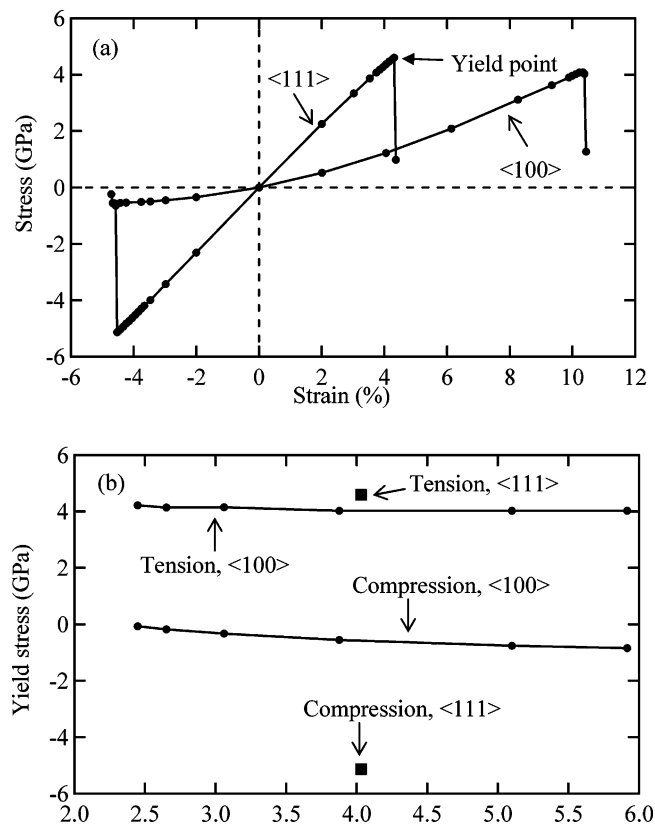 (a)
<111>
Yield point
<100>
6
4
2
0
-2
-4
-6
Stress (GPa)
-6 -4 -2 0 2 4 6 8 10 12
Strain (%)
(b)
Tension, <111>
Tension, <100>
Compression, <100>
Compression, <111>
6
4
2
0
-2
-4
-6
Yield stress (GPa)
2.0 2.5 3.0 3.5 4.0 4.5 5.0 5.5 6.0